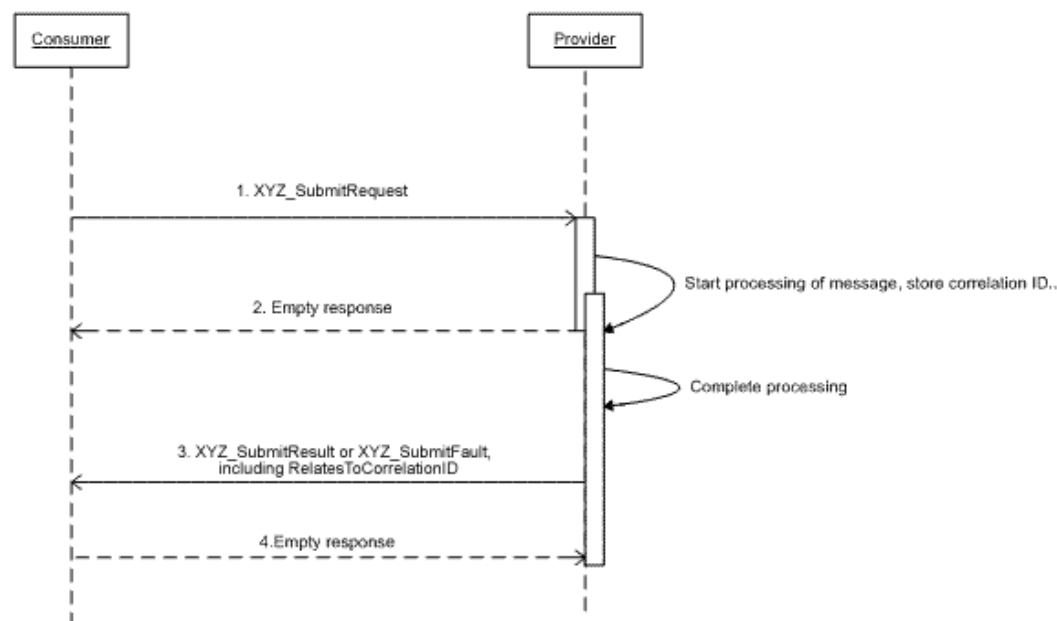 Consumer
Provider
1. XYZ_SubmitRequest
Start processing of message, store correlation ID..
2. Empty response
Complete processing
3. XYZ_SubmitResult or XYZ_SubmitFault,
including RelatesToCorrelationID
4.Empty response